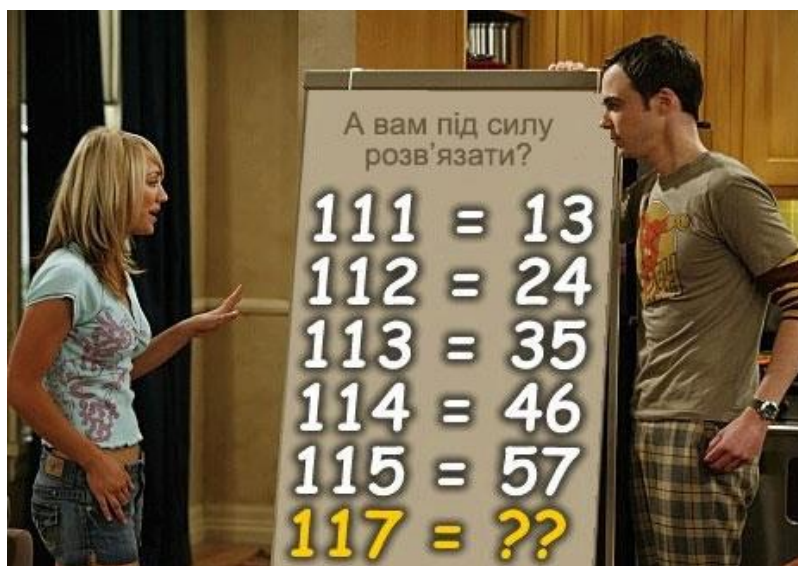 А вам під силу
розв'язати?
111 = 13
112 = 24
113 = 35
114 = 46
115 = 57
117 = ??